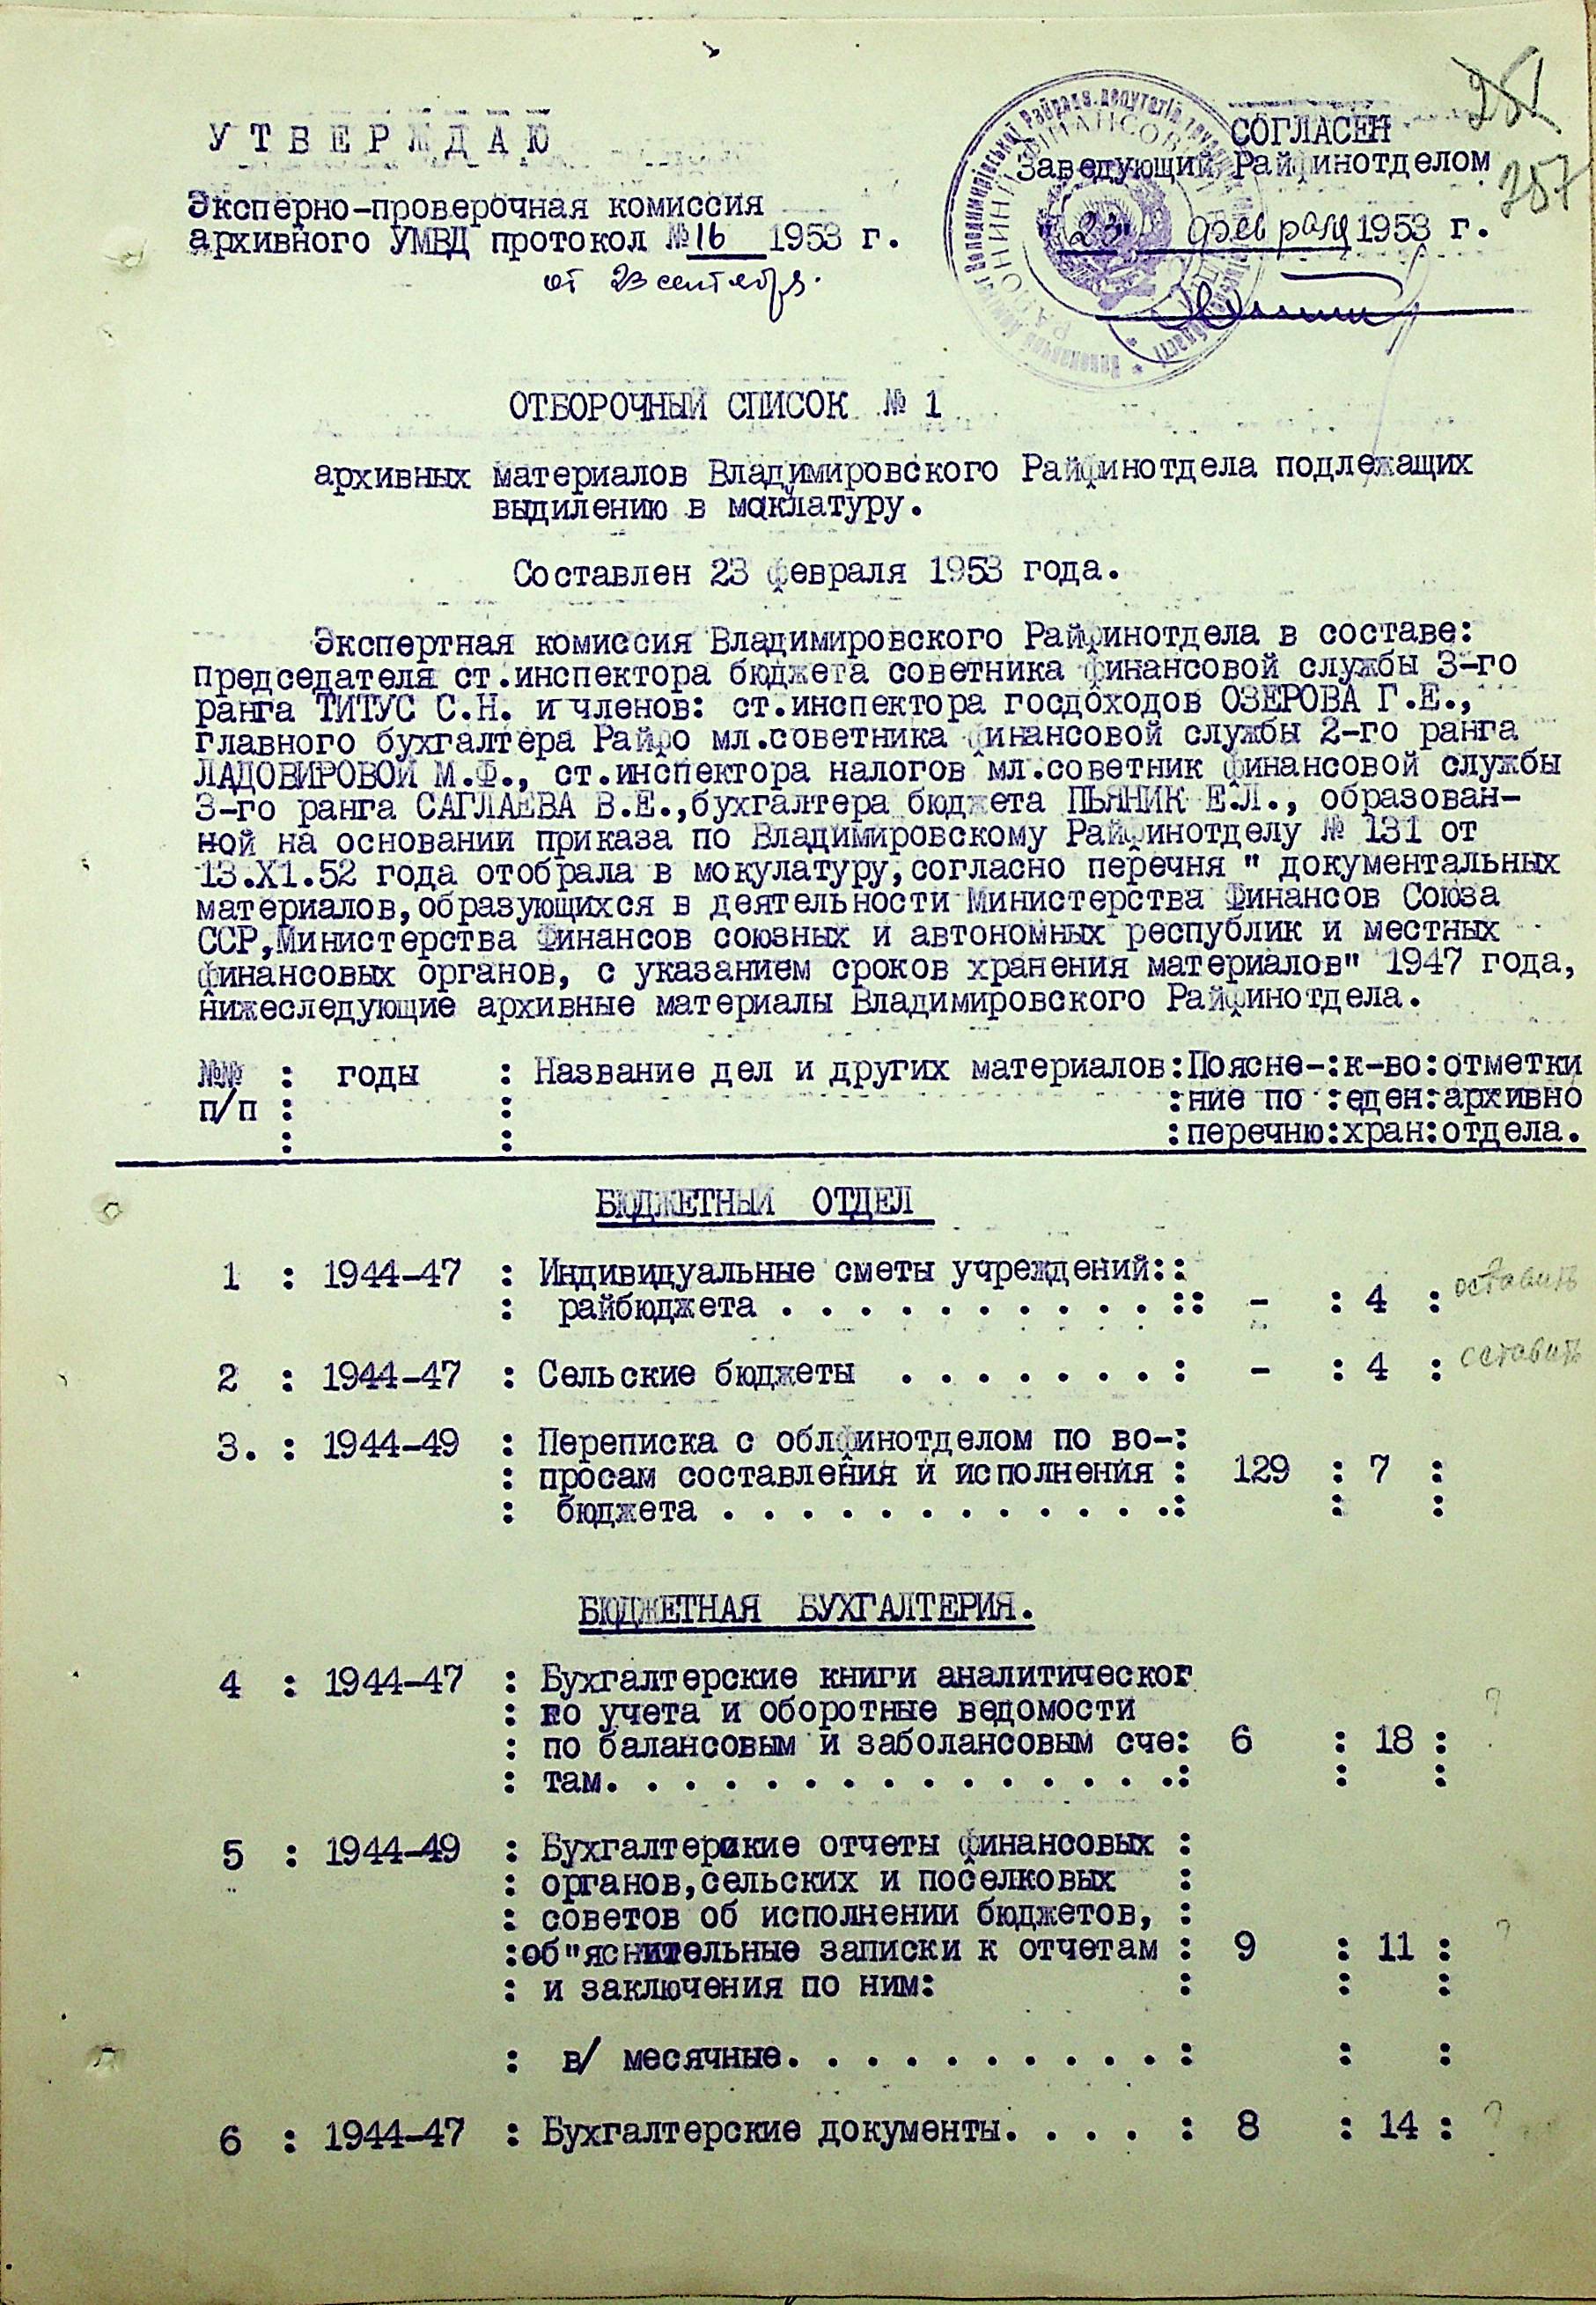 УТВЕРЖДАЮ
Эксперно-проверочная комиссия
архивного УМВД протокол №16 1953 г.
от 23 сентября.
251
257
СОГЛАСЕН
Заведующий Райфинотделом
23 февраля 1953 г.
ОТБОРОЧНЫЙ СПИСОК № 1
архивных материалов Владимировского Райфинотдела подлежащих
выдилению в маклатуру.
Составлен 23 февраля 1953 года.
Экспертная комиссия Владимировского Райфинотдела в составе:
председателя ст.инспектора бюджета советника финансовой службы 3-го
ранга ТИТУС С.Н. и членов: ст.инспектора госдоходов ОЗЕРОВА Г.Е.,
главного бухгалтера Райфо мл.советника финансовой службы 2-го ранга
ЛАДОВИРОВОЙ М.Ф., ст.инспектора налогов мл.советник финансовой службы
3-го ранга САГЛАЕВА В.Е.,бухгалтера бюджета ПЬЯНИК Е.Л., образован-
ной на основании приказа по Владимировскому Райфинотделу № 131 от
13.X1.52 года отобрала в мокулатуру,согласно перечня " документальных
материалов,образующихся в деятельности Министерства Финансов Союза
ССР,Министерства Финансов союзных и автономных республик и местных
финансовых органов, с указанием сроков хранения материалов" 1947 года,
нижеследующие архивные материалы Владимировского Райфинотдела.
№№ : годы : Название дел и других материалов:Поясне-:к-во:отметки
п/п : : :ние по :еден:архивно
: : :перечню:хран:отдела.
БЮДЖЕТНЫЙ ОТДЕЛ
1 : 1944-47 : Индивидуальные сметы учреждений::
: райбюджета . . . . . . . . . . :: - : 4 : оставить
2 : 1944-47 : Сельские бюджеты . . . . . . . : - : 4 : оставить
3. : 1944-49 : Переписка с облфинотделом по во-:
: просам составления и исполнения : 129 : 7 :
: бюджета . . . . . . . . . . . .: : :
БЮДЖЕТНАЯ БУХГАЛТЕРИЯ.
4 : 1944-47 : Бухгалтерские книги аналитическог
: го учета и оборотные ведомости ?
: по балансовым и заболансовым сче: 6 : 18 :
: там. . . . . . . . . . . . . . .: : :
5 : 1944-49 : Бухгалтерские отчеты финансовых :
: органов,сельских и поселковых :
: советов об исполнении бюджетов, :
:об"яснительные записки к отчетам : 9 : 11 : ?
: и заключения по ним: : : :
: в/ месячные. . . . . . . . . . : : :
6 : 1944-47 : Бухгалтерские документы. . . . : 8 : 14 : ?